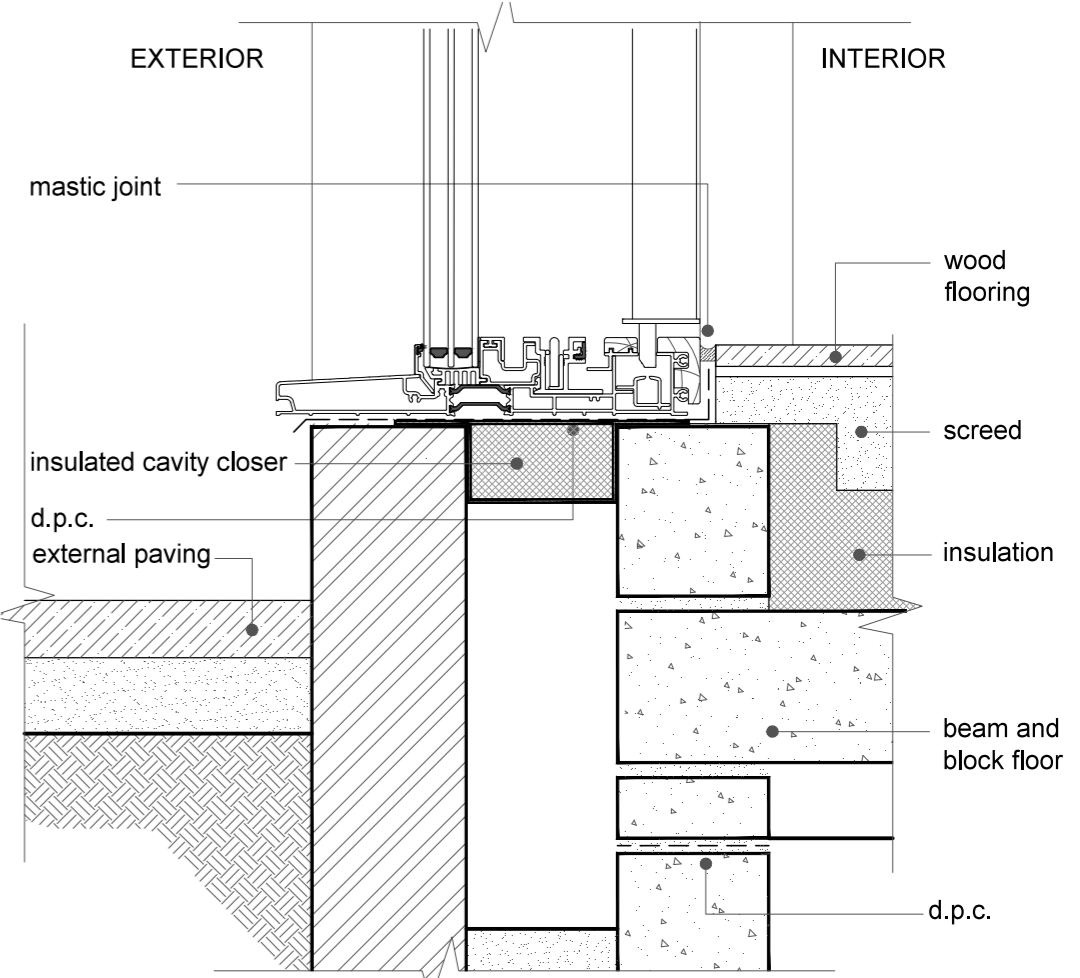 EXTERIOR
INTERIOR
mastic joint
wood
flooring
screed
insulated cavity closer
d.p.c.
external paving
insulation
beam and
block floor
d.p.c.